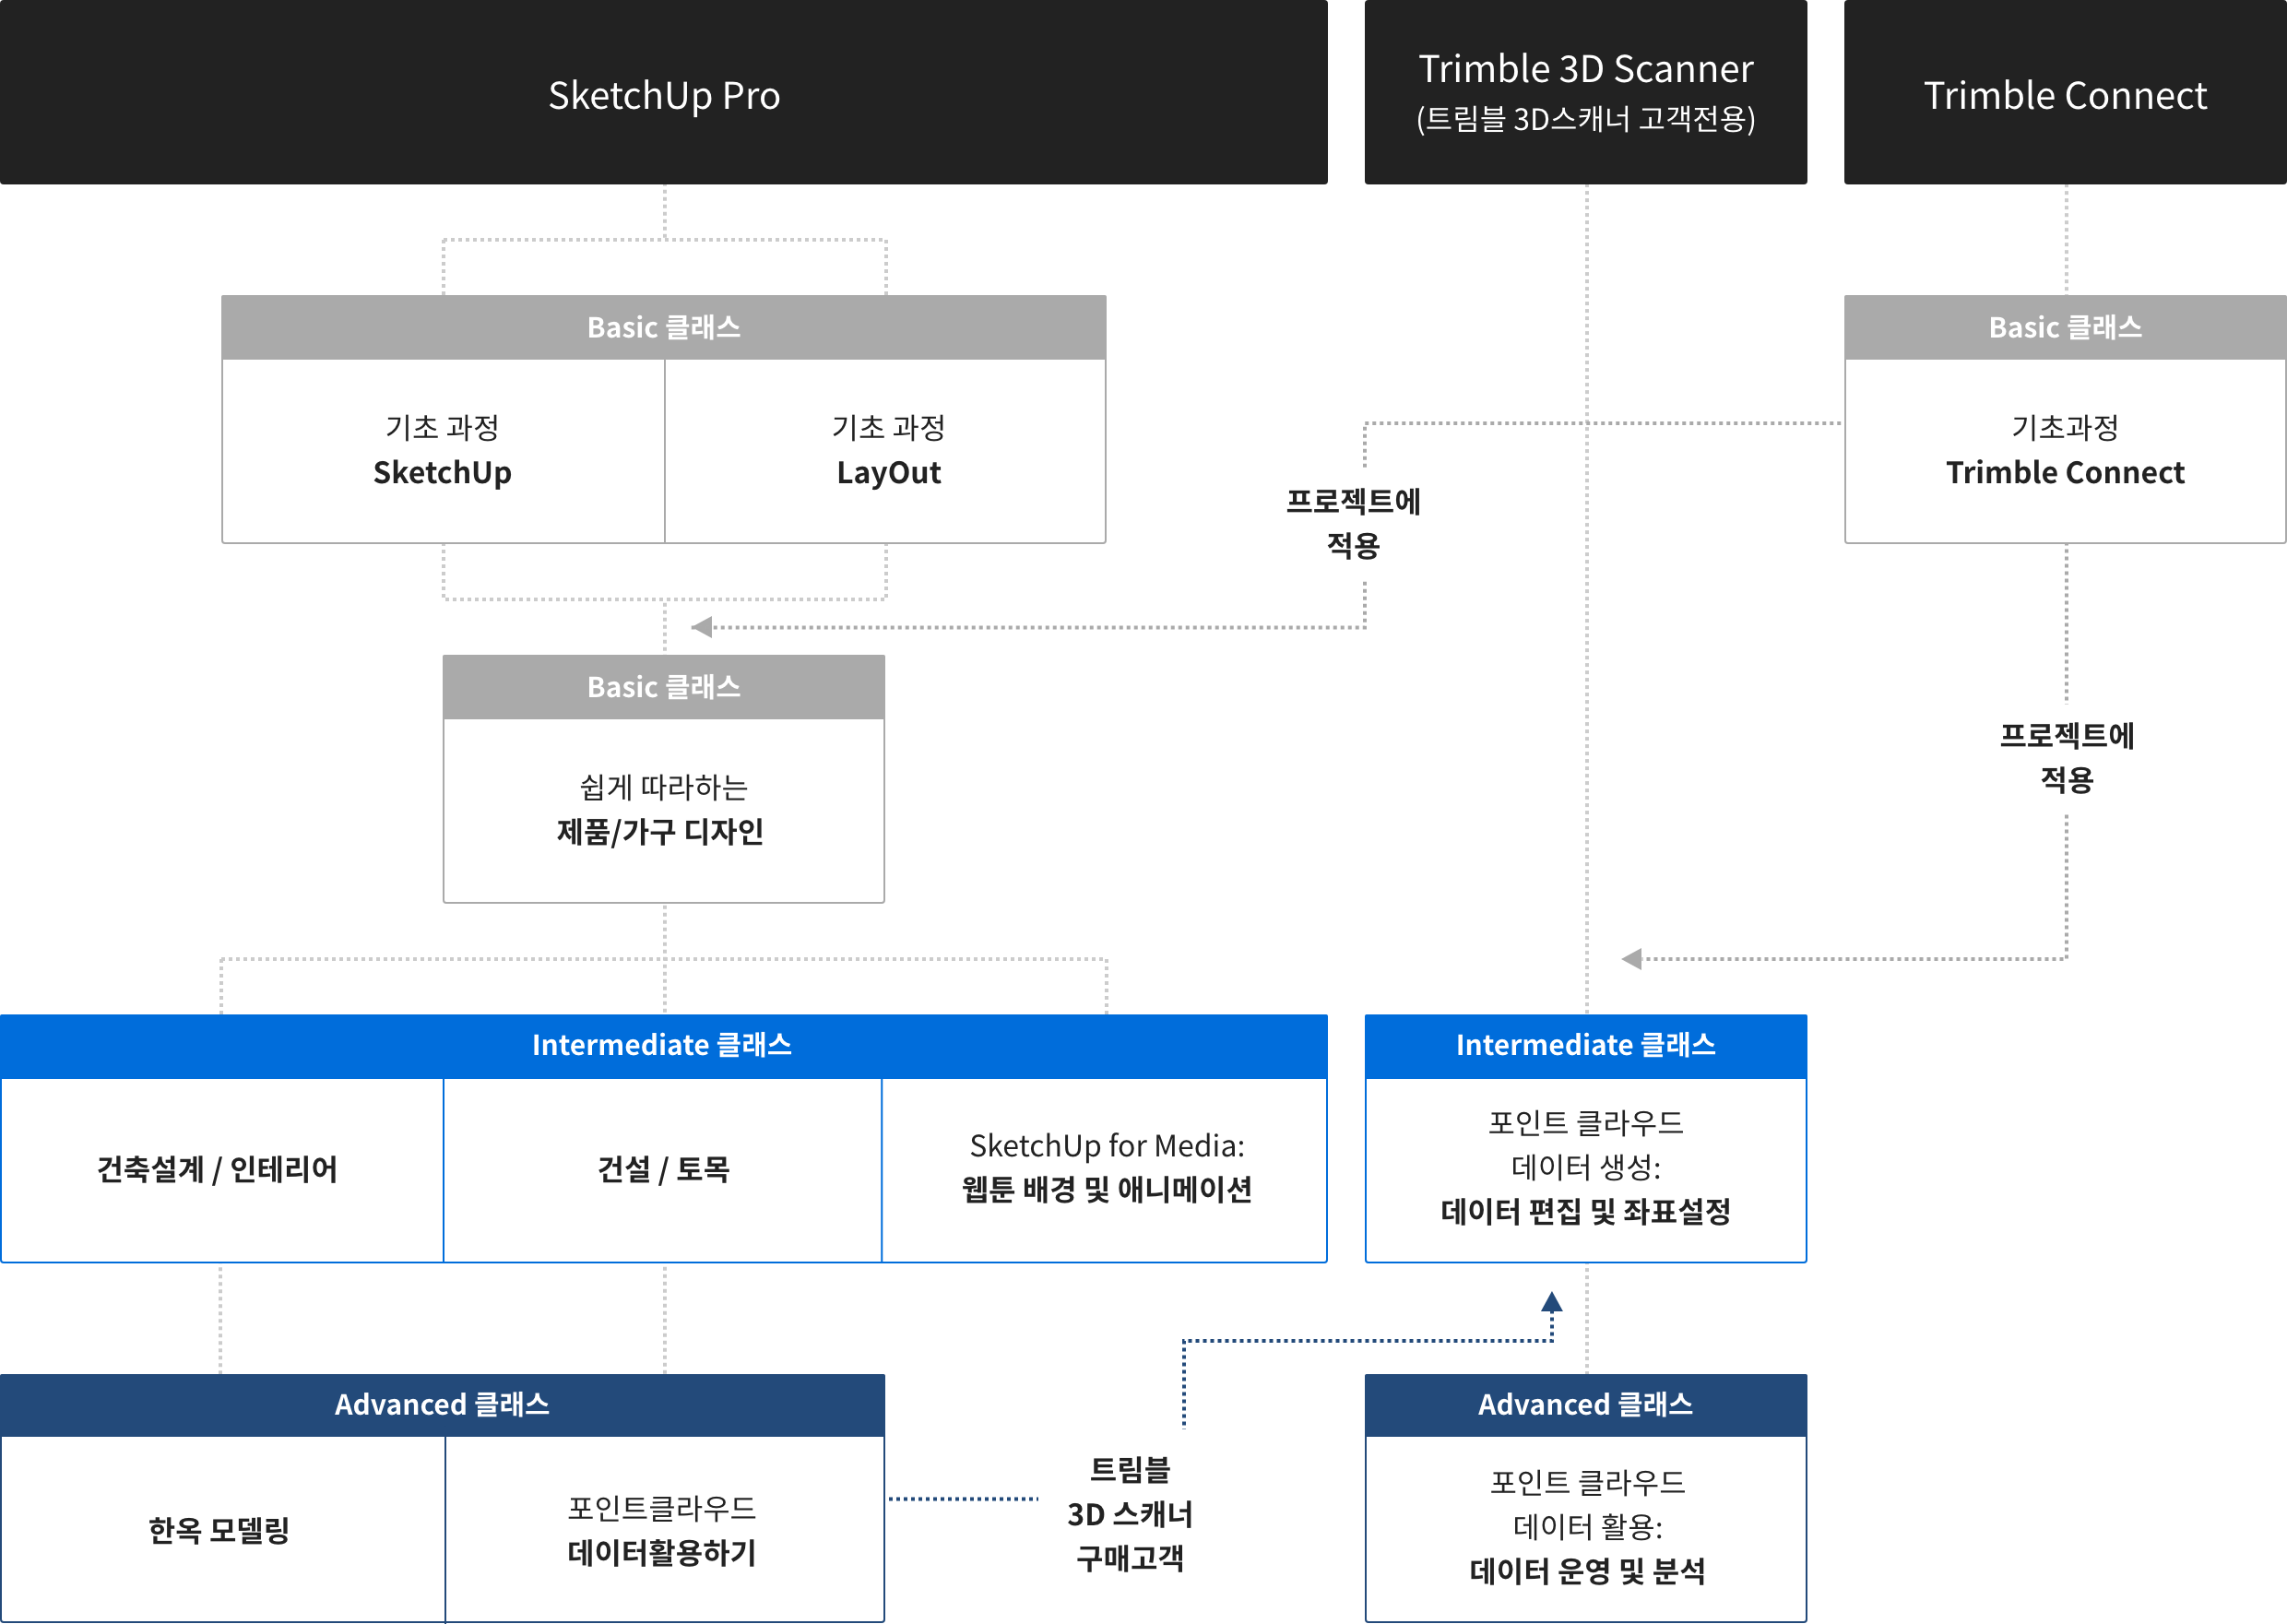 SketchUp Pro
Trimble 3D Scanner
(트림블 3D스캐너 고객전용)
Trimble Connect
Basic 클래스
기초 과정
SketchUp
기초 과정
LayOut
Basic 클래스
기초과정
Trimble Connect
프로젝트에
적용
Basic 클래스
쉽게 따라하는
제품/가구 디자인
프로젝트에
적용
Intermediate 클래스
건축설계 / 인테리어
건설 / 토목
SketchUp for Media:
웹툰 배경 및 애니메이션
Intermediate 클래스
포인트 클라우드
데이터 생성:
데이터 편집 및 좌표설정
Advanced 클래스
한옥 모델링
포인트클라우드
데이터활용하기
트림블
3D 스캐너
구매고객
Advanced 클래스
포인트 클라우드
데이터 활용:
데이터 운영 및 분석